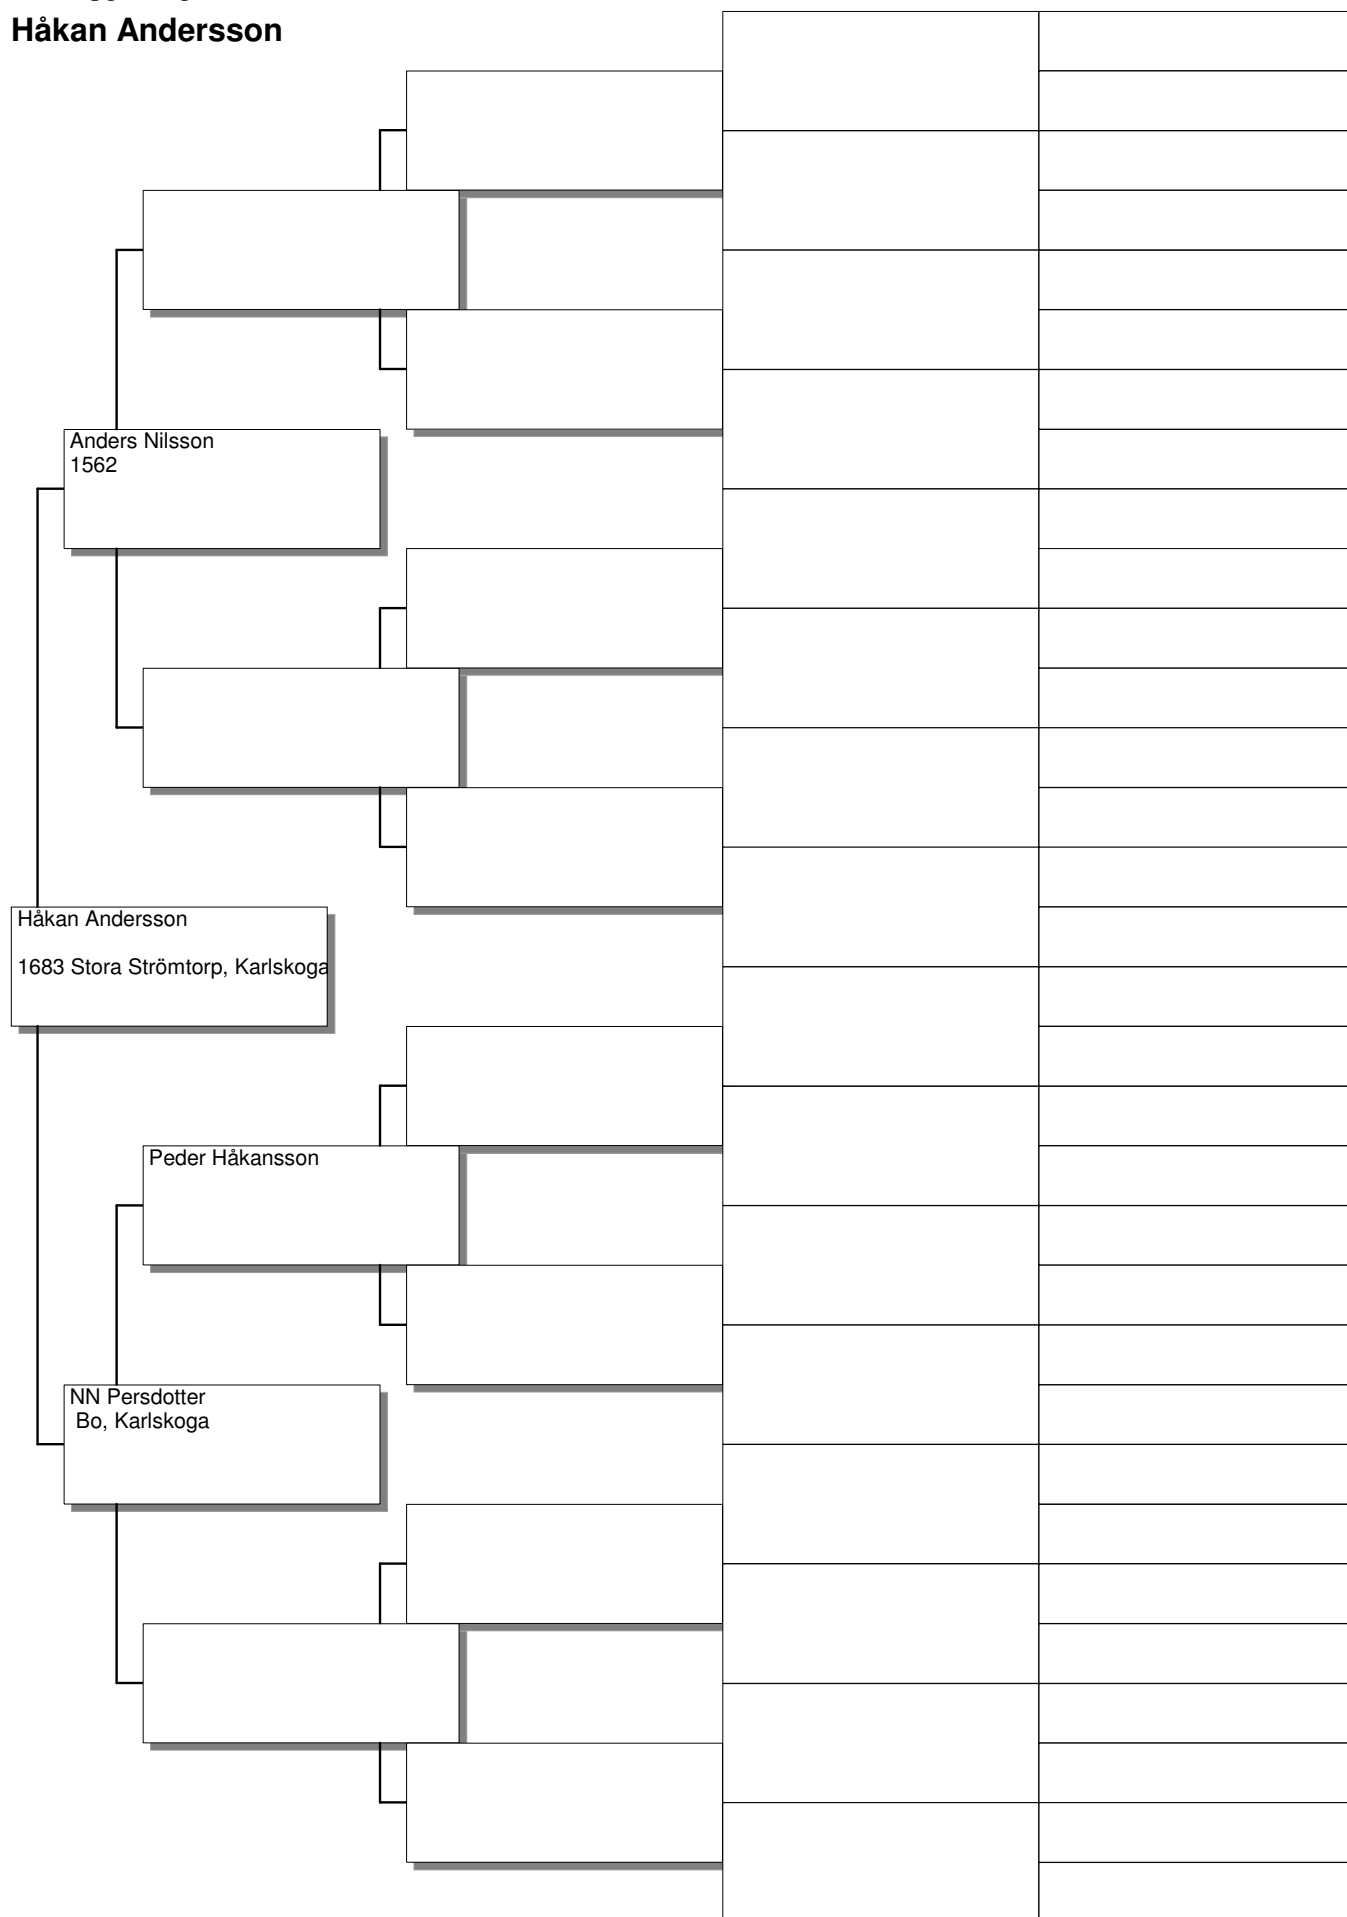 Håkan Andersson
Anders Nilsson
1562
Håkan Andersson
1683 Stora Strömtorp, Karlskoga
Peder Håkansson
NN Persdotter
Bo, Karlskoga